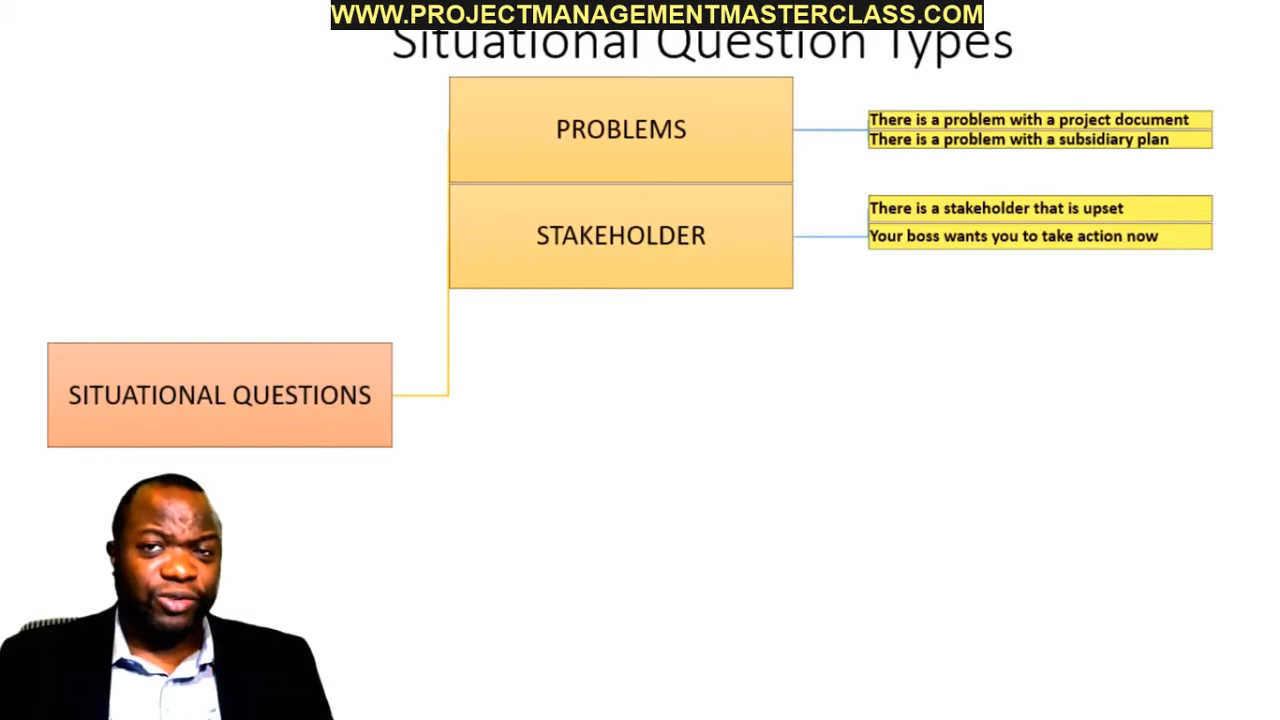 WWW.PROJECTMANAGEMENTMASTERCLASS.COM
Situational Question Types
PROBLEMS
There is a problem with a project document
There is a problem with a subsidiary plan
STAKEHOLDER
There is a stakeholder that is upset
Your boss wants you to take action now
SITUATIONAL QUESTIONS